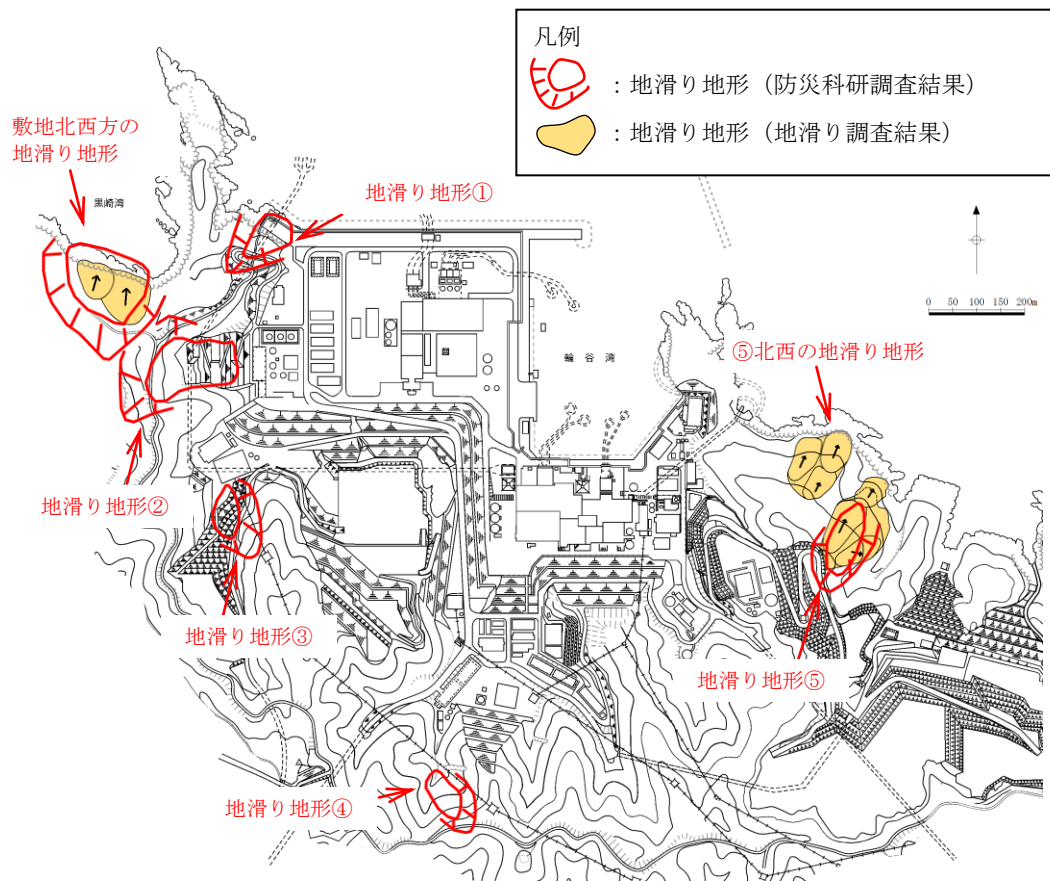 凡例
：地滑り地形（防災科研調査結果）
：地滑り地形（地滑り調査結果）
敷地北西方の
地滑り地形
黒崎湾
地滑り地形①
0 50 100 150 200m
⑤北西の地滑り地形
輪谷湾
地滑り地形②
地滑り地形③
地滑り地形⑤
地滑り地形④